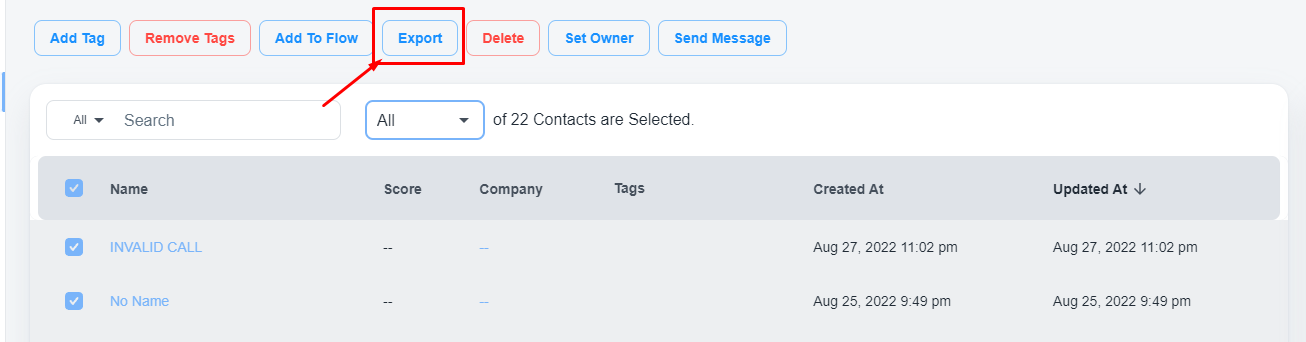 Add Tag Remove Tags Add To Flow Export Delete Set Owner Send Message
All Search All of 22 Contacts are Selected.
Name Score Company Tags Created At Updated At
INVALID CALL -- -- Aug 27, 2022 11:02 pm Aug 27, 2022 11:02 pm
No Name -- -- Aug 25, 2022 9:49 pm Aug 25, 2022 9:49 pm